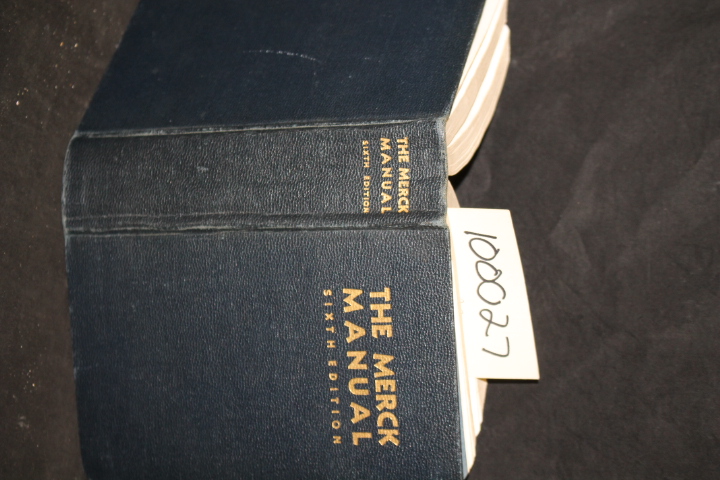 THE MERCK
MANUAL
SIXTH EDITION
THE MERCK
MANUAL
SIXTH EDITION
100027